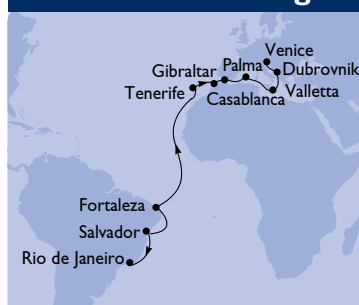 Venice
Palma
Dubrovnik
Gibraltar
Tenerife
Casablanca
Valletta
Fortaleza
Salvador
Rio de Janeiro